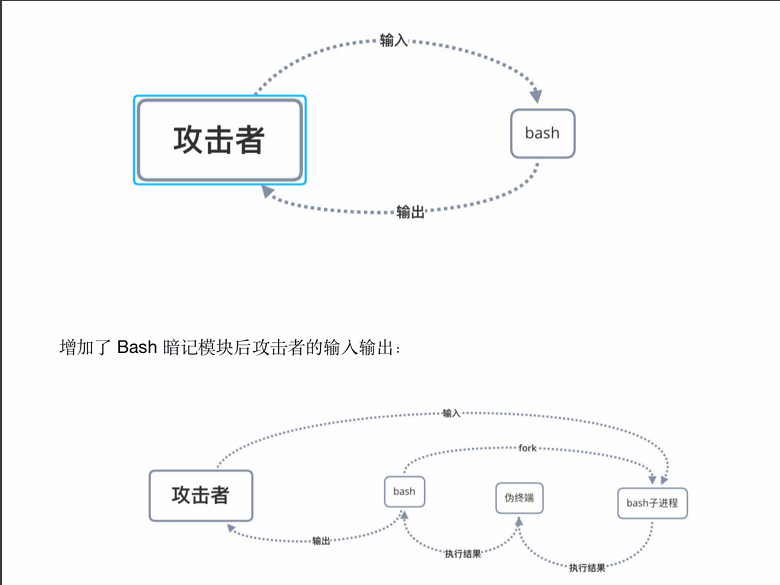 输入
攻击者
bash
输出
增加了 Bash 暗记模块后攻击者的输入输出：
输入
fork
攻击者
bash
伪终端
bash子进程
输出
执行结果
执行结果